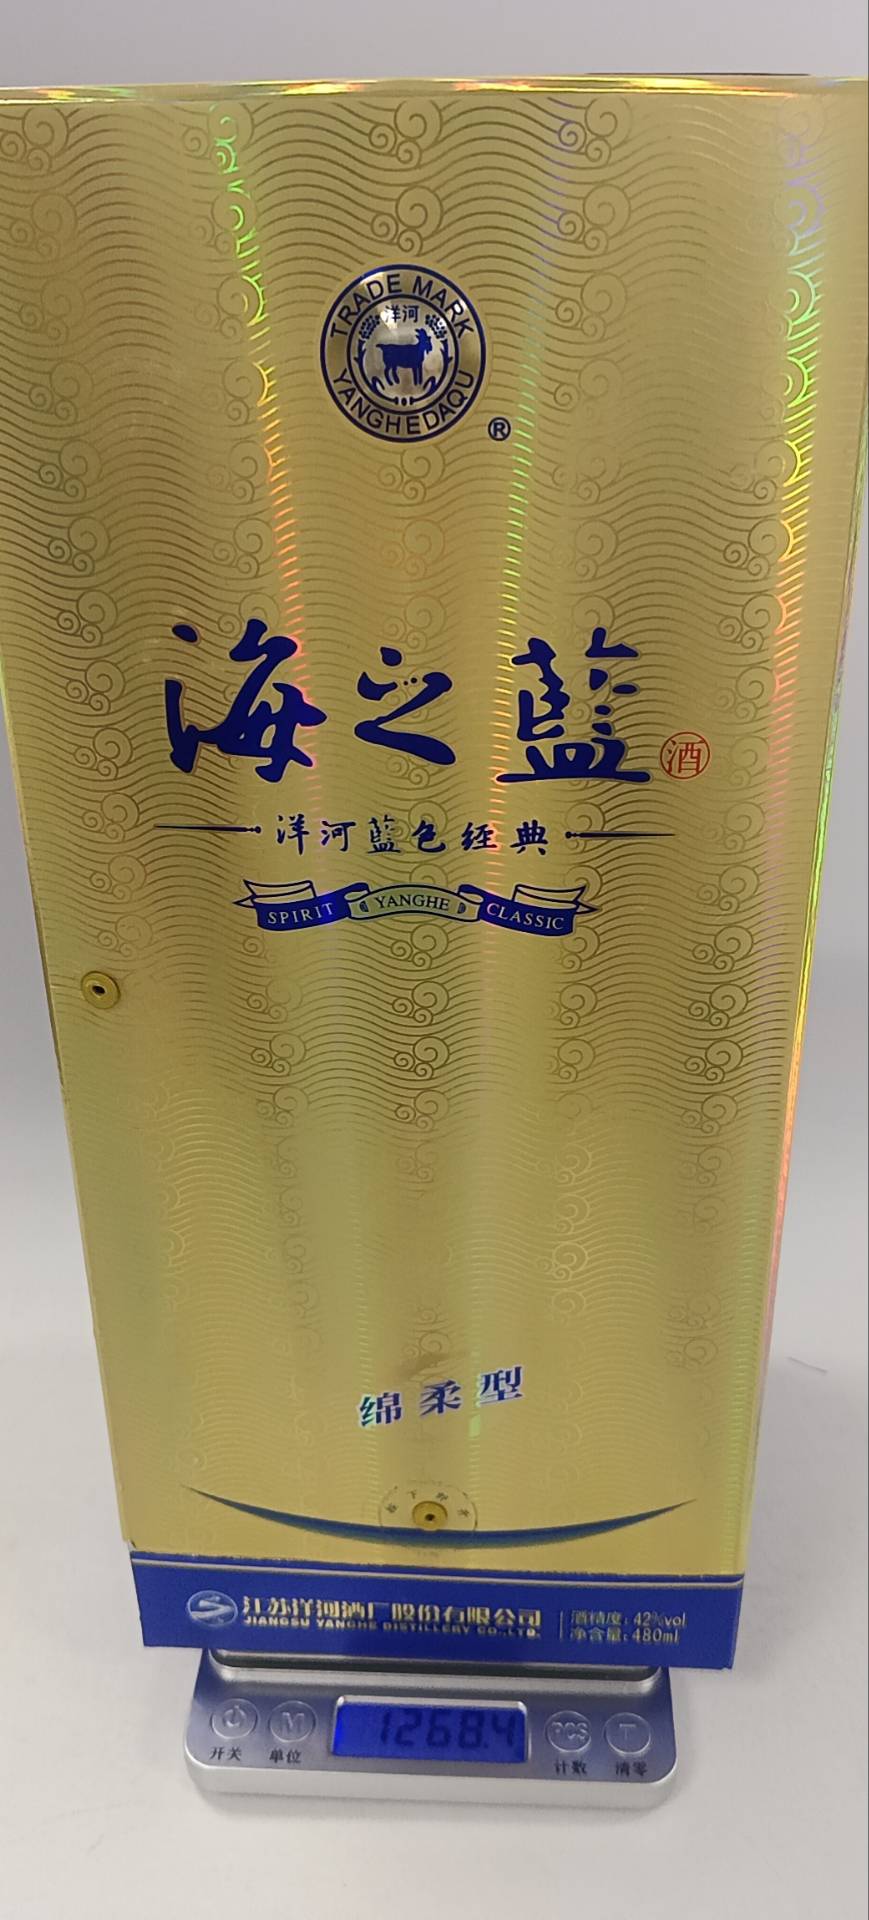 TRADE MARK
洋河
YANGHEDAQU
®
海之藍
酒
洋河藍色经典
SPIRIT YANGHE CLASSIC
绵柔型
江苏洋河酒厂股份有限公司
JIANGSU YANGHE DISTILLERY CO.,LTD.
酒精度:42%vol
净含量:480ml
1268.4
M
PCS
T
开关
单位
计数
清零